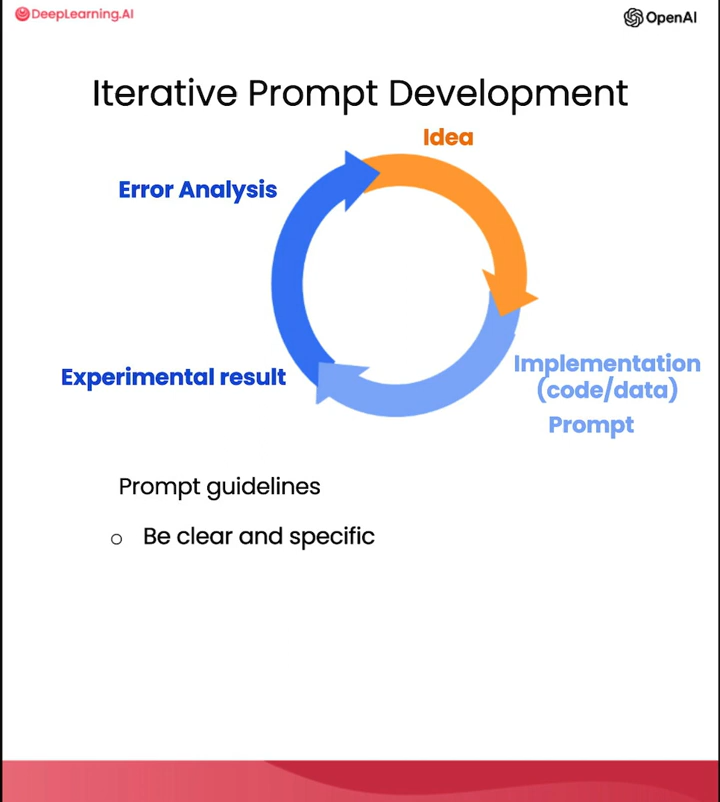 DeepLearning.AI
OpenAI
Iterative Prompt Development
Idea
Error Analysis
Experimental result
Implementation
(code/data)
Prompt
Prompt guidelines
o Be clear and specific